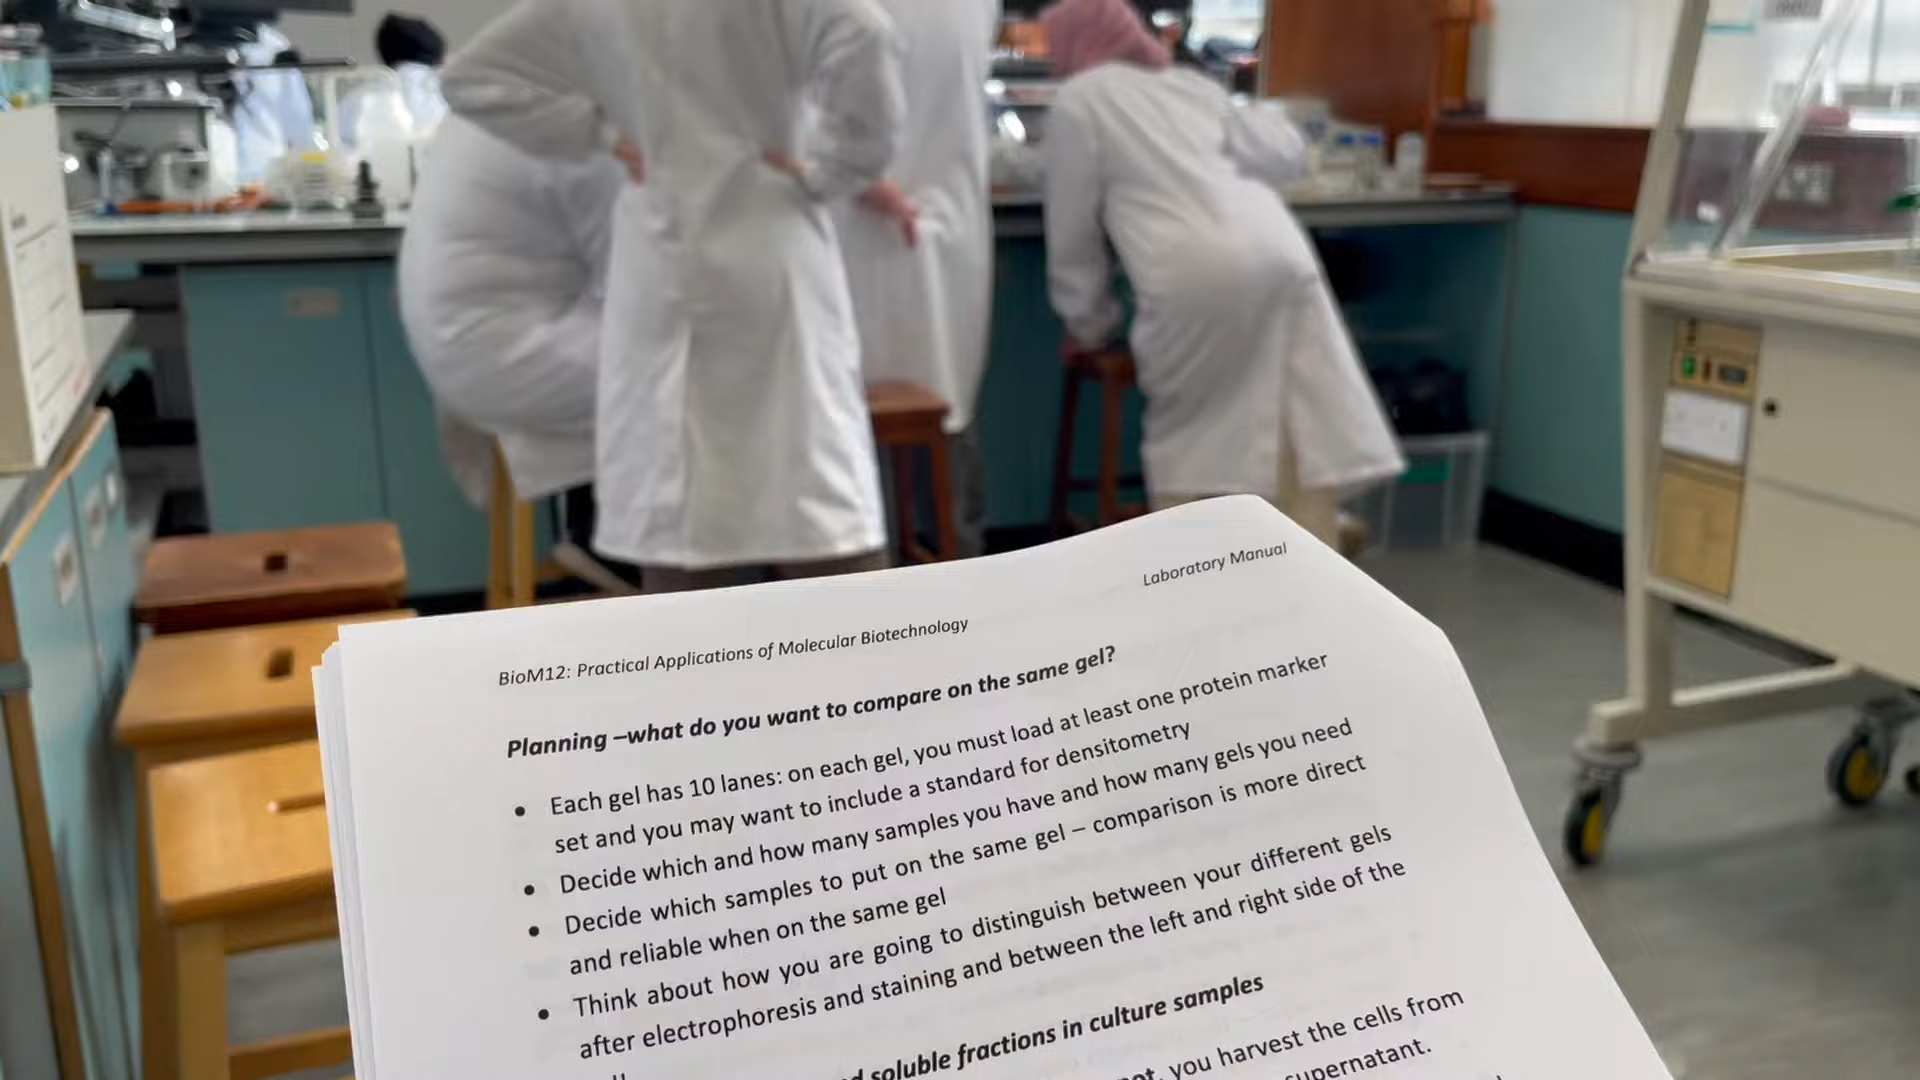 Laboratory Manual
BioM12: Practical Applications of Molecular Biotechnology
Planning –what do you want to compare on the same gel?
• Each gel has 10 lanes: on each gel, you must load at least one protein marker
set and you may want to include a standard for densitometry
• Decide which and how many samples you have and how many gels you need
• Decide which samples to put on the same gel – comparison is more direct
and reliable when on the same gel
• Think about how you are going to distinguish between your different gels
after electrophoresis and staining and between the left and right side of the
soluble fractions in culture samples
you harvest the cells from
supernatant.